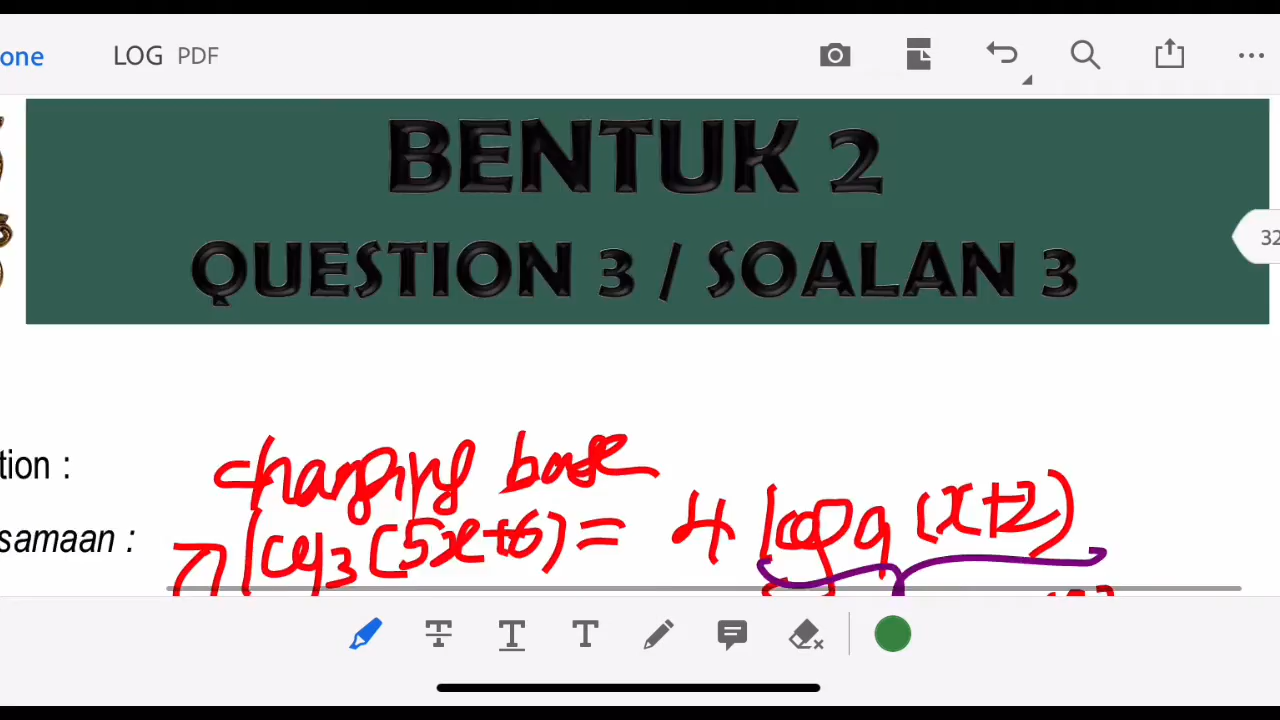 one LOG PDF
BENTUK 2
QUESTION 3 / SOALAN 3
32
tion :
changing base
samaan :
log3 (5x+6) = 4 log9 (x+2)
T T T